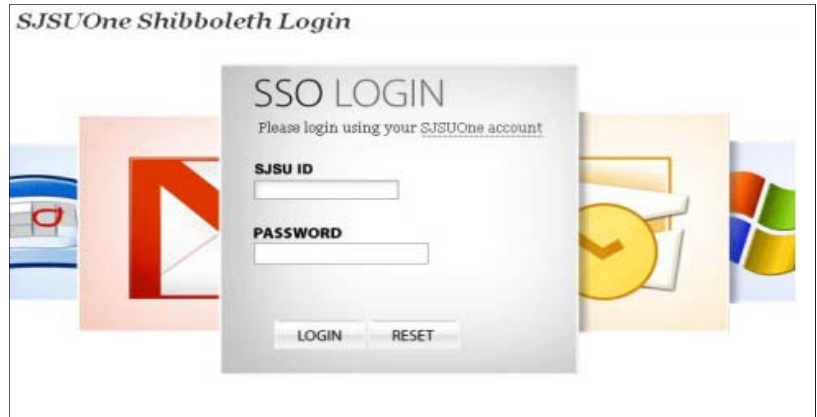 SJSUOne Shibboleth Login
SSO LOGIN
Please login using your SJSUOne account
SJSU ID
PASSWORD
LOGIN RESET